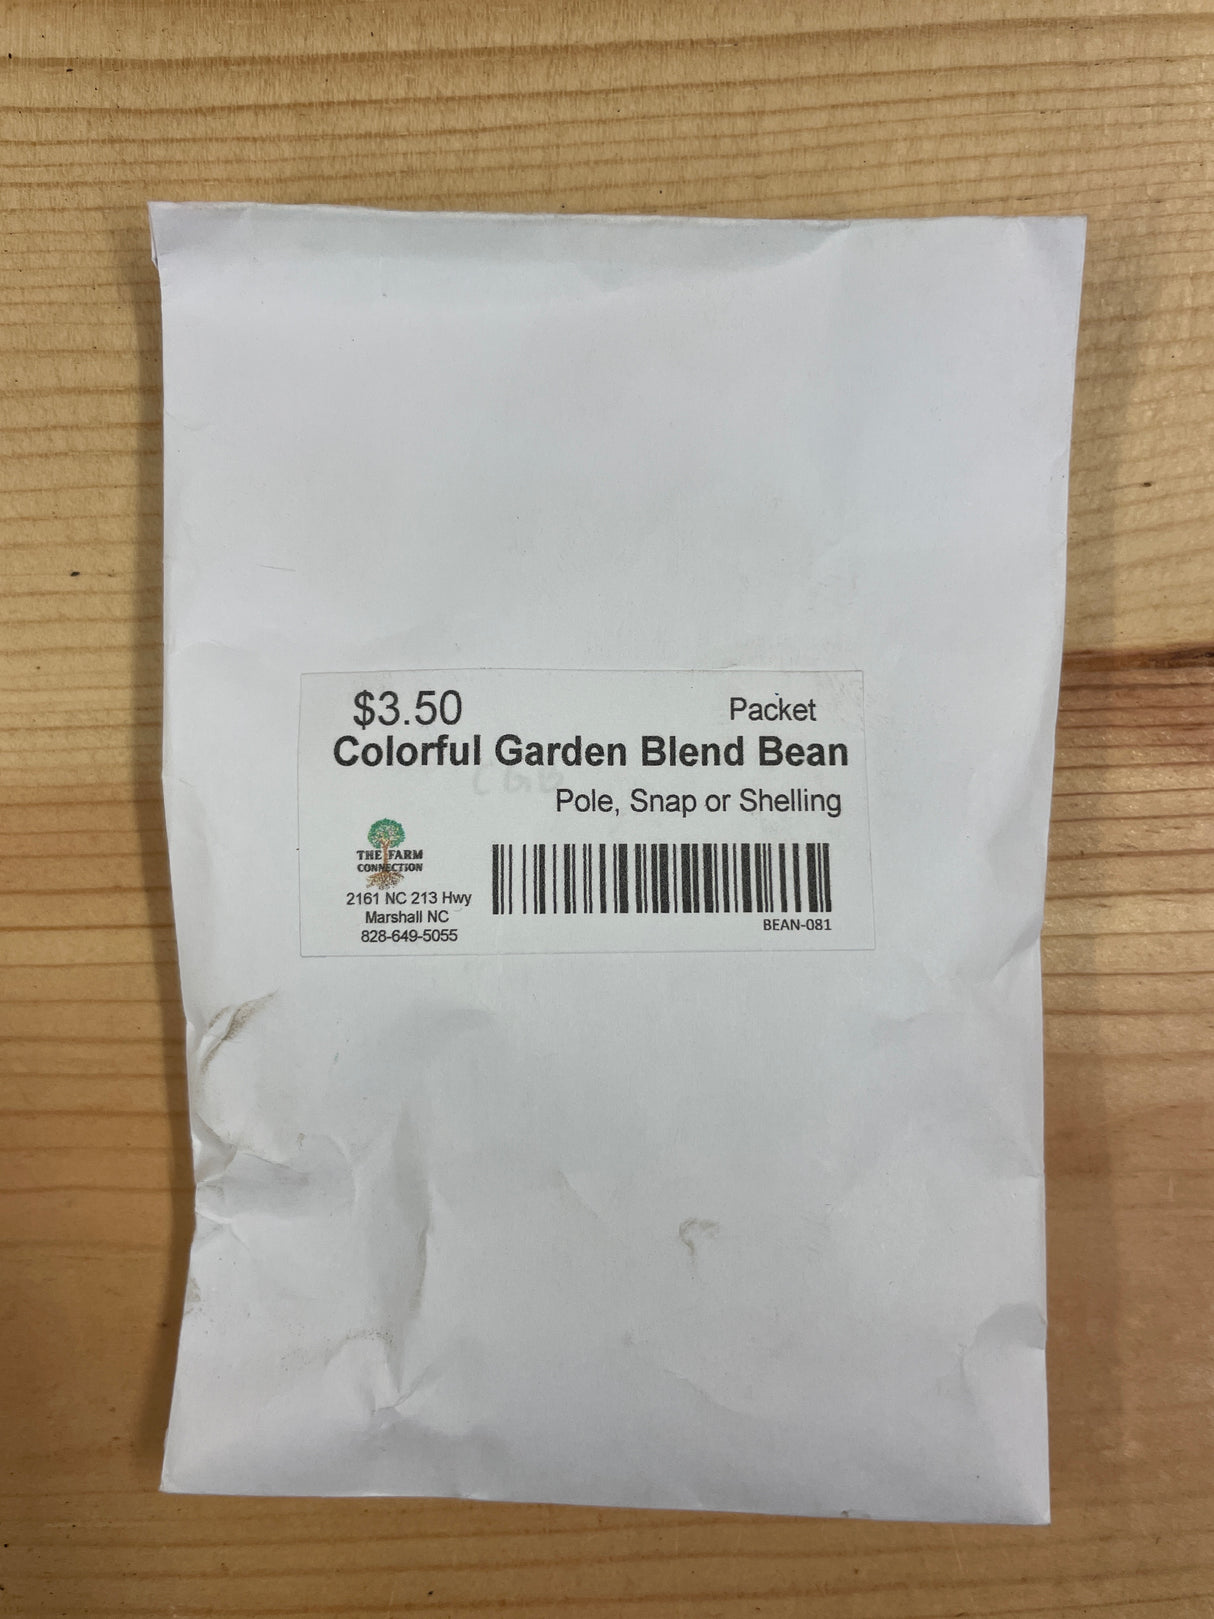 $3.50 Packet
Colorful Garden Blend Bean
CGB
Pole, Snap or Shelling
THE FARM
CONNECTION
2161 NC 213 Hwy
Marshall NC
828-649-5055
BEAN-081